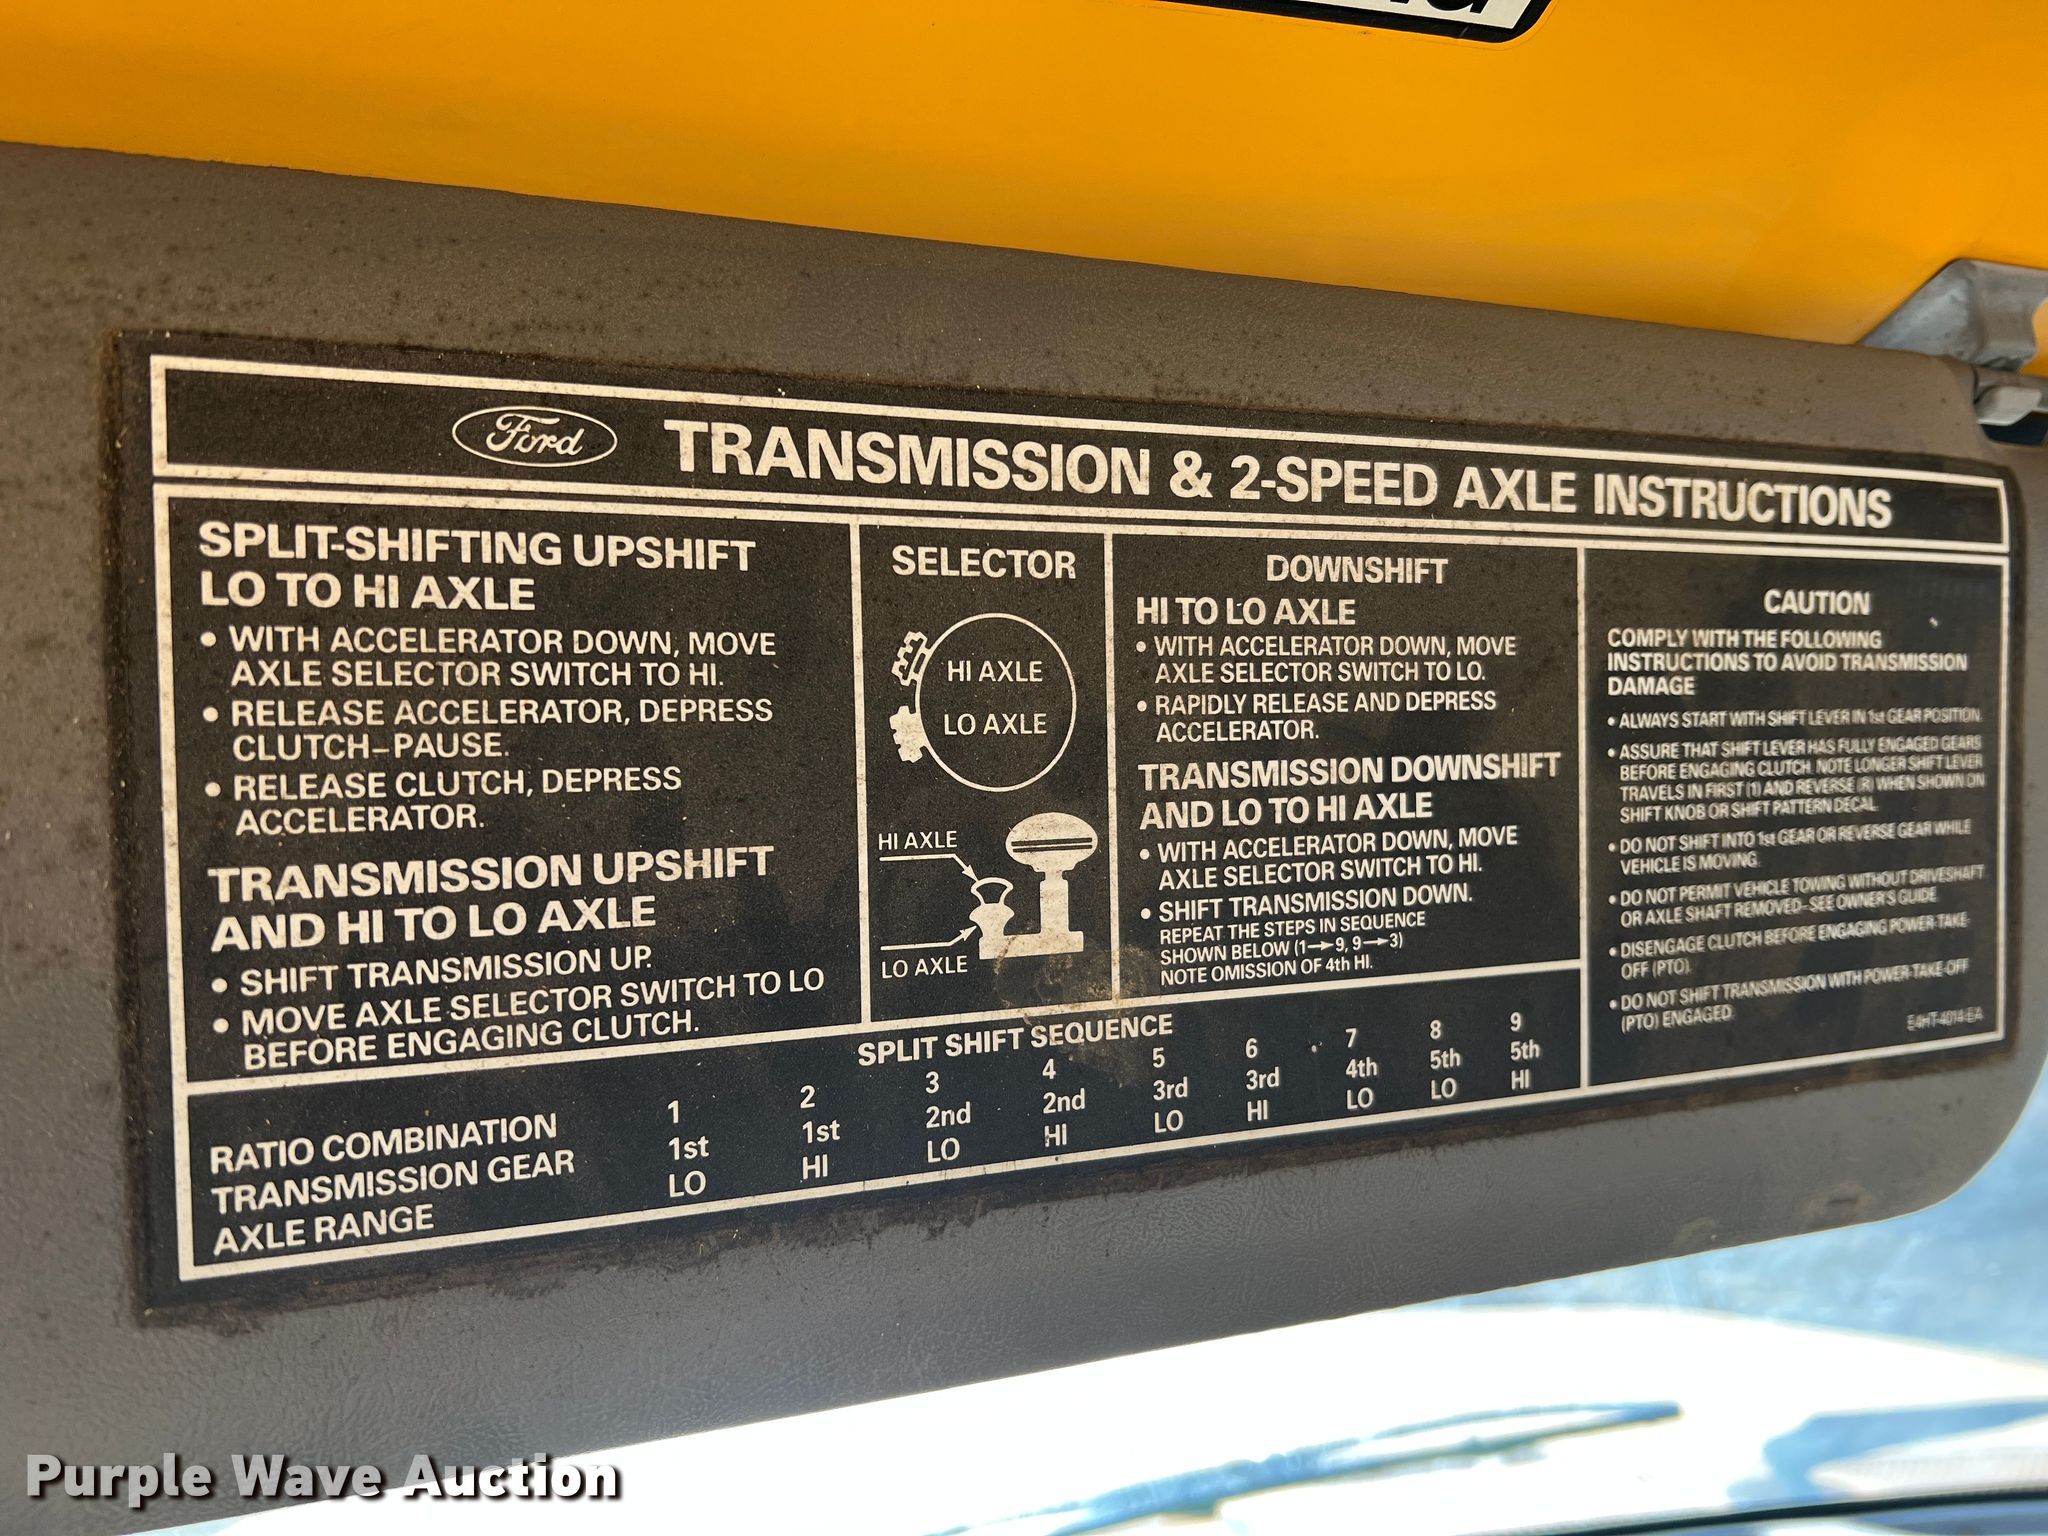 Ford TRANSMISSION & 2-SPEED AXLE INSTRUCTIONS
SPLIT-SHIFTING UPSHIFT
LO TO HI AXLE
• WITH ACCELERATOR DOWN, MOVE
AXLE SELECTOR SWITCH TO HI.
• RELEASE ACCELERATOR, DEPRESS
CLUTCH–PAUSE.
• RELEASE CLUTCH, DEPRESS
ACCELERATOR.
TRANSMISSION UPSHIFT
AND HI TO LO AXLE
• SHIFT TRANSMISSION UP.
• MOVE AXLE SELECTOR SWITCH TO LO
BEFORE ENGAGING CLUTCH.
SELECTOR
HI AXLE
LO AXLE
HI AXLE
LO AXLE
DOWNSHIFT
HI TO LO AXLE
• WITH ACCELERATOR DOWN, MOVE
AXLE SELECTOR SWITCH TO LO.
• RAPIDLY RELEASE AND DEPRESS
ACCELERATOR.
TRANSMISSION DOWNSHIFT
AND LO TO HI AXLE
• WITH ACCELERATOR DOWN, MOVE
AXLE SELECTOR SWITCH TO HI.
• SHIFT TRANSMISSION DOWN.
REPEAT THE STEPS IN SEQUENCE
SHOWN BELOW (1→9, 9→3)
NOTE OMISSION OF 4th HI.
CAUTION
COMPLY WITH THE FOLLOWING
INSTRUCTIONS TO AVOID TRANSMISSION
DAMAGE
• ALWAYS START WITH SHIFT LEVER IN 1st GEAR POSITION.
• ASSURE THAT SHIFT LEVER HAS FULLY ENGAGED GEARS
BEFORE ENGAGING CLUTCH. NOTE LONGER SHIFT LEVER
TRAVELS IN FIRST (1) AND REVERSE (R) WHEN SHOWN ON
SHIFT KNOB OR SHIFT PATTERN DECAL.
• DO NOT SHIFT INTO 1st GEAR OR REVERSE GEAR WHILE
VEHICLE IS MOVING.
• DO NOT PERMIT VEHICLE TOWING WITHOUT DRIVESHAFT
OR AXLE SHAFT REMOVED–SEE OWNER'S GUIDE.
• DISENGAGE CLUTCH BEFORE ENGAGING POWER-TAKE-
OFF (PTO).
• DO NOT SHIFT TRANSMISSION WITH POWER-TAKE-OFF
(PTO) ENGAGED.
E4HT-4014-EA
SPLIT SHIFT SEQUENCE
RATIO COMBINATION 1 2 3 4 5 6 7 8 9
TRANSMISSION GEAR 1st 1st 2nd 2nd 3rd 3rd 4th 5th 5th
AXLE RANGE LO HI LO HI LO HI LO LO HI
Purple Wave Auction